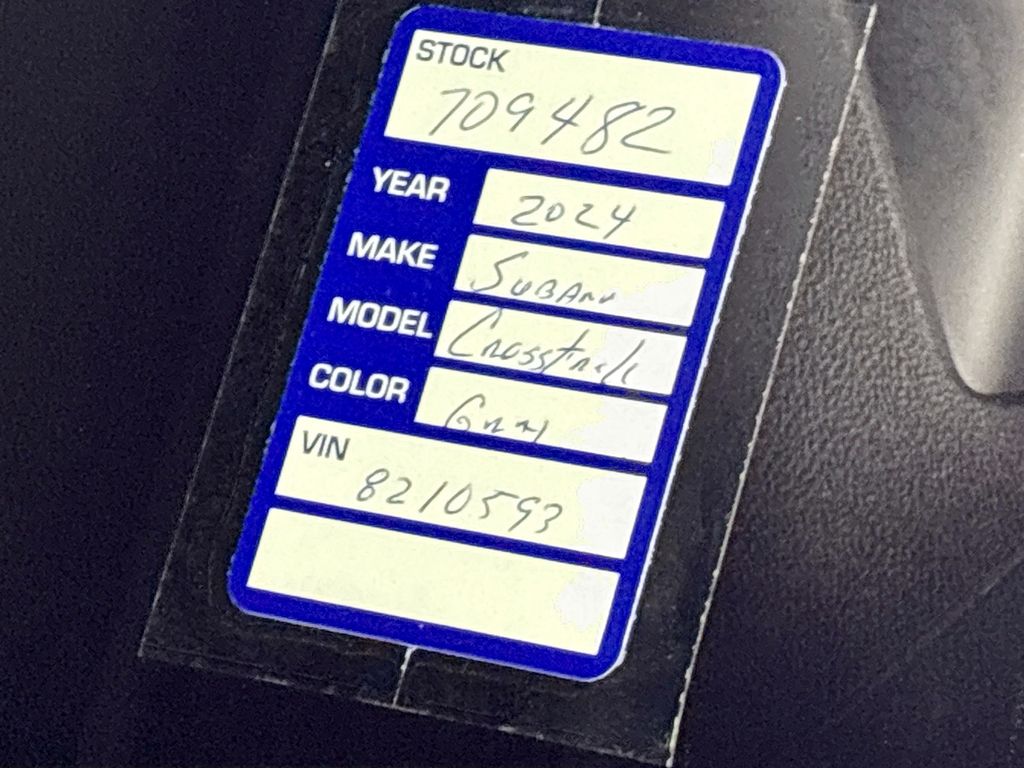 STOCK
709482
YEAR 2024
MAKE SUBARU
MODEL Crosstrek
COLOR Gray
VIN
8210593